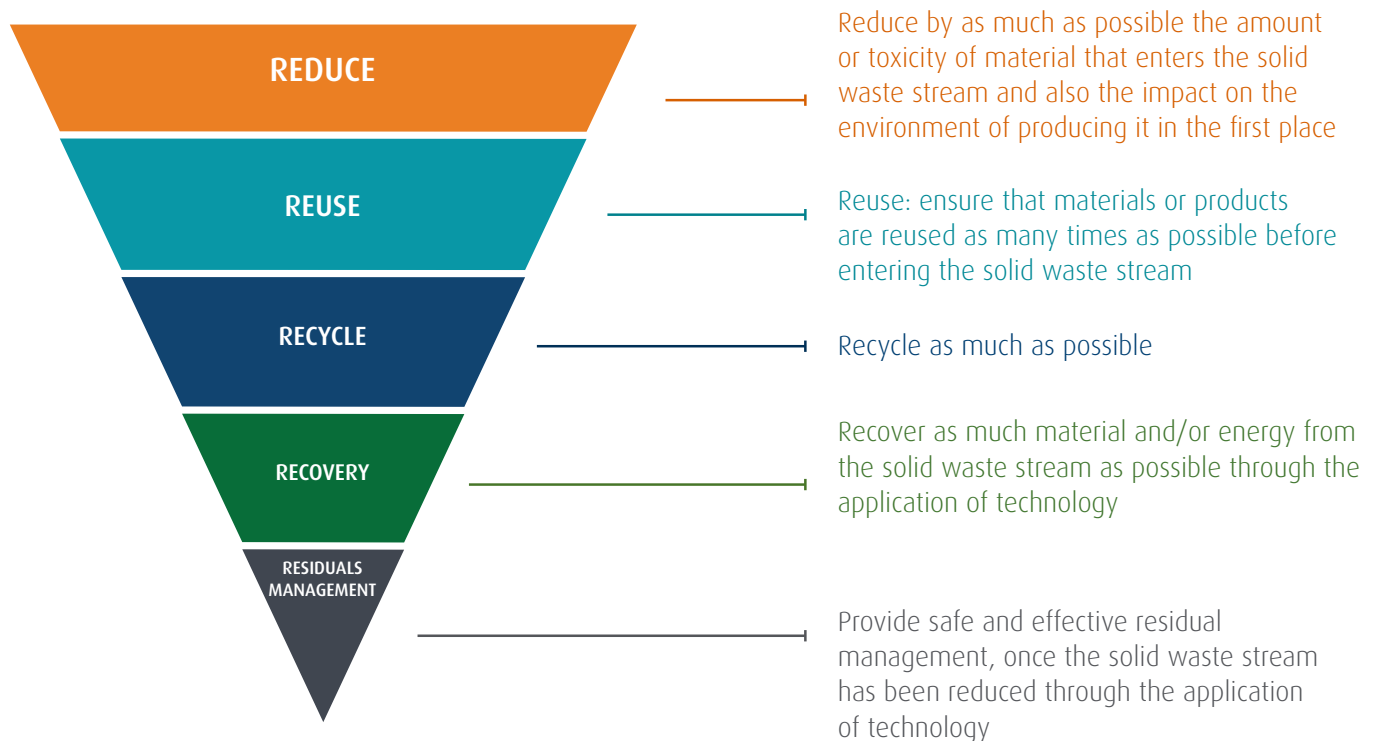 REDUCE
Reduce by as much as possible the amount
or toxicity of material that enters the solid
waste stream and also the impact on the
environment of producing it in the first place
REUSE
Reuse: ensure that materials or products
are reused as many times as possible before
entering the solid waste stream
RECYCLE
Recycle as much as possible
RECOVERY
Recover as much material and/or energy from
the solid waste stream as possible through the
application of technology
RESIDUALS
MANAGEMENT
Provide safe and effective residual
management, once the solid waste stream
has been reduced through the application
of technology